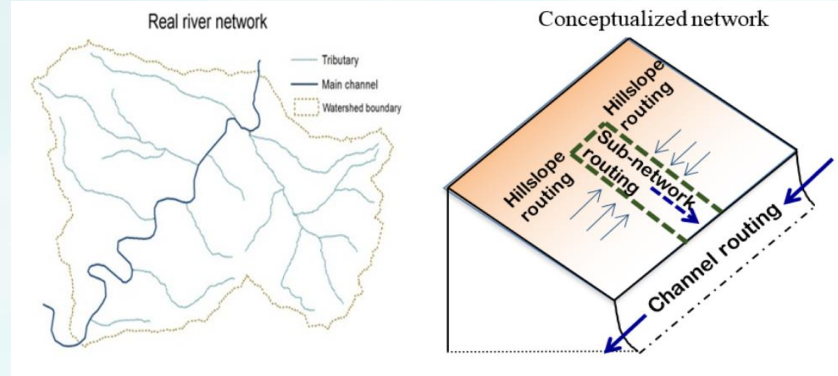 Real river network
Tributary
Main channel
Watershed boundary
Conceptualized network
Hillslope
routing
Sub-network
routing
Hillslope
routing
Channel routing